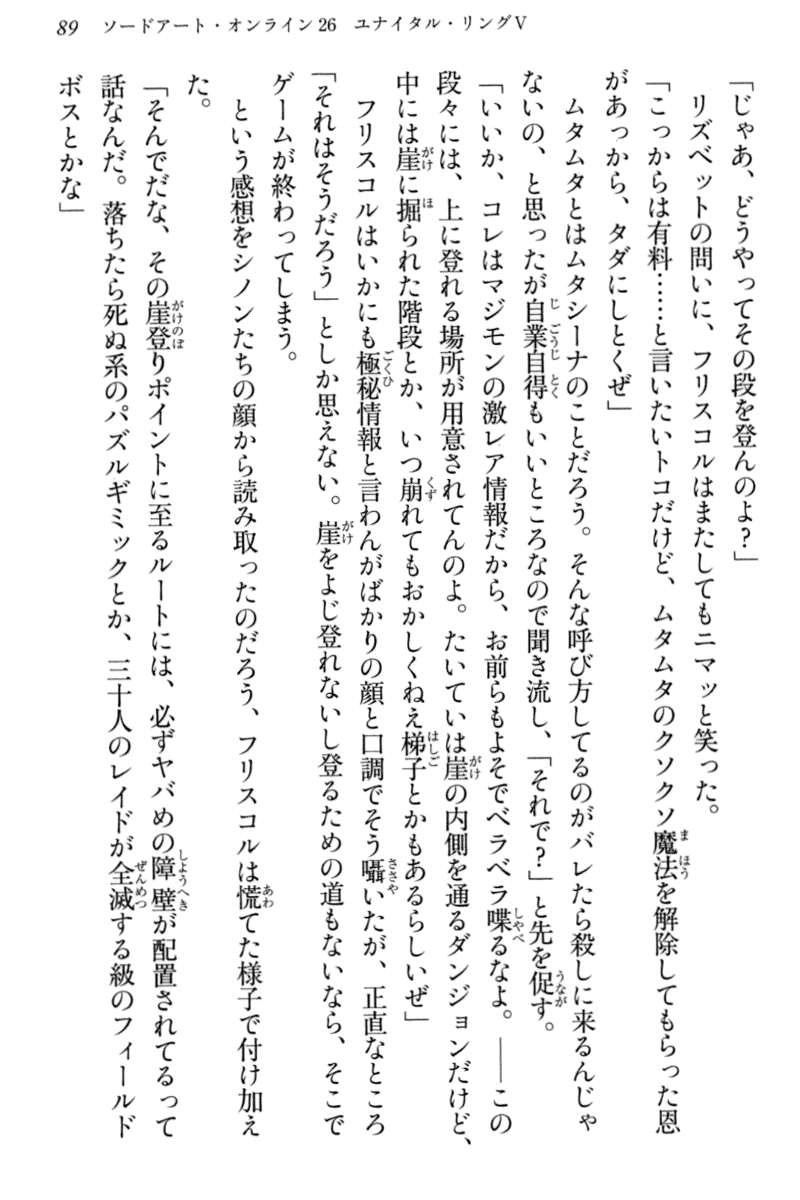 89 ソードアート・オンライン26 ユナイタル・リングⅤ
「じゃあ、どうやってその段を登んのよ?」
　リズベットの問いに、フリスコルはまたしてもニマッと笑った。
「こっからは有料……と言いたいトコだけど、ムタムタのクソクソ魔法を解除してもらった恩
があっから、タダにしとくぜ」
　ムタムタとはムタシーナのことだろう。そんな呼び方してるのがバレたら殺しに来るんじゃ
ないの、と思ったが自業自得もいいところなので聞き流し、「それで?」と先を促す。
「いいか、コレはマジモンの激レア情報だから、お前らもよそでベラベラ喋るなよ。――この
段々には、上に登れる場所が用意されてんのよ。たいていは崖の内側を通るダンジョンだけど、
中には崖に掘られた階段とか、いつ崩れてもおかしくねえ梯子とかもあるらしいぜ」
　フリスコルはいかにも極秘情報と言わんがばかりの顔と口調でそう囁いたが、正直なところ
「それはそうだろう」としか思えない。崖をよじ登れないし登るための道もないなら、そこで
ゲームが終わってしまう。
　という感想をシノンたちの顔から読み取ったのだろう、フリスコルは慌てた様子で付け加え
た。
「そんでだな、その崖登りポイントに至るルートには、必ずヤバめの障壁が配置されてるって
話なんだ。落ちたら死ぬ系のパズルギミックとか、三十人のレイドが全滅する級のフィールド
ボスとかな」